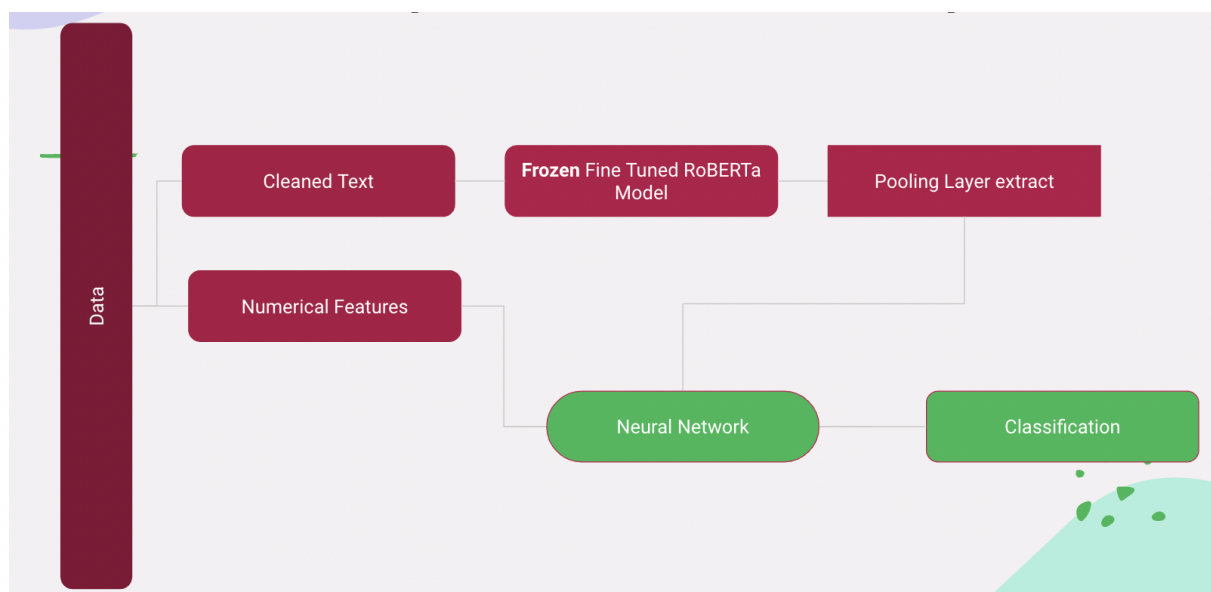 Data
Cleaned Text
Frozen Fine Tuned RoBERTa
Model
Pooling Layer extract
Numerical Features
Neural Network
Classification